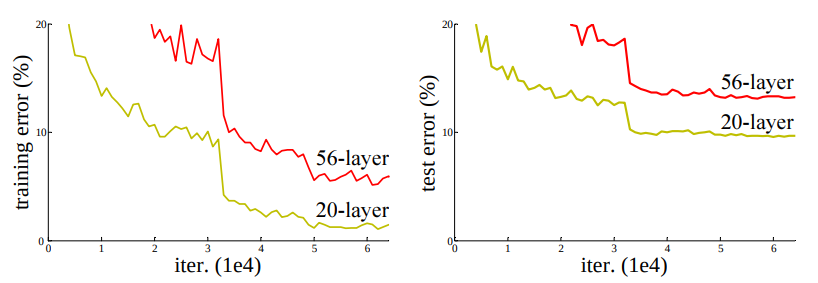 20
10
0
training error (%)
56-layer
20-layer
0 1 2 3 4 5 6
iter. (1e4)
20
10
0
test error (%)
56-layer
20-layer
0 1 2 3 4 5 6
iter. (1e4)